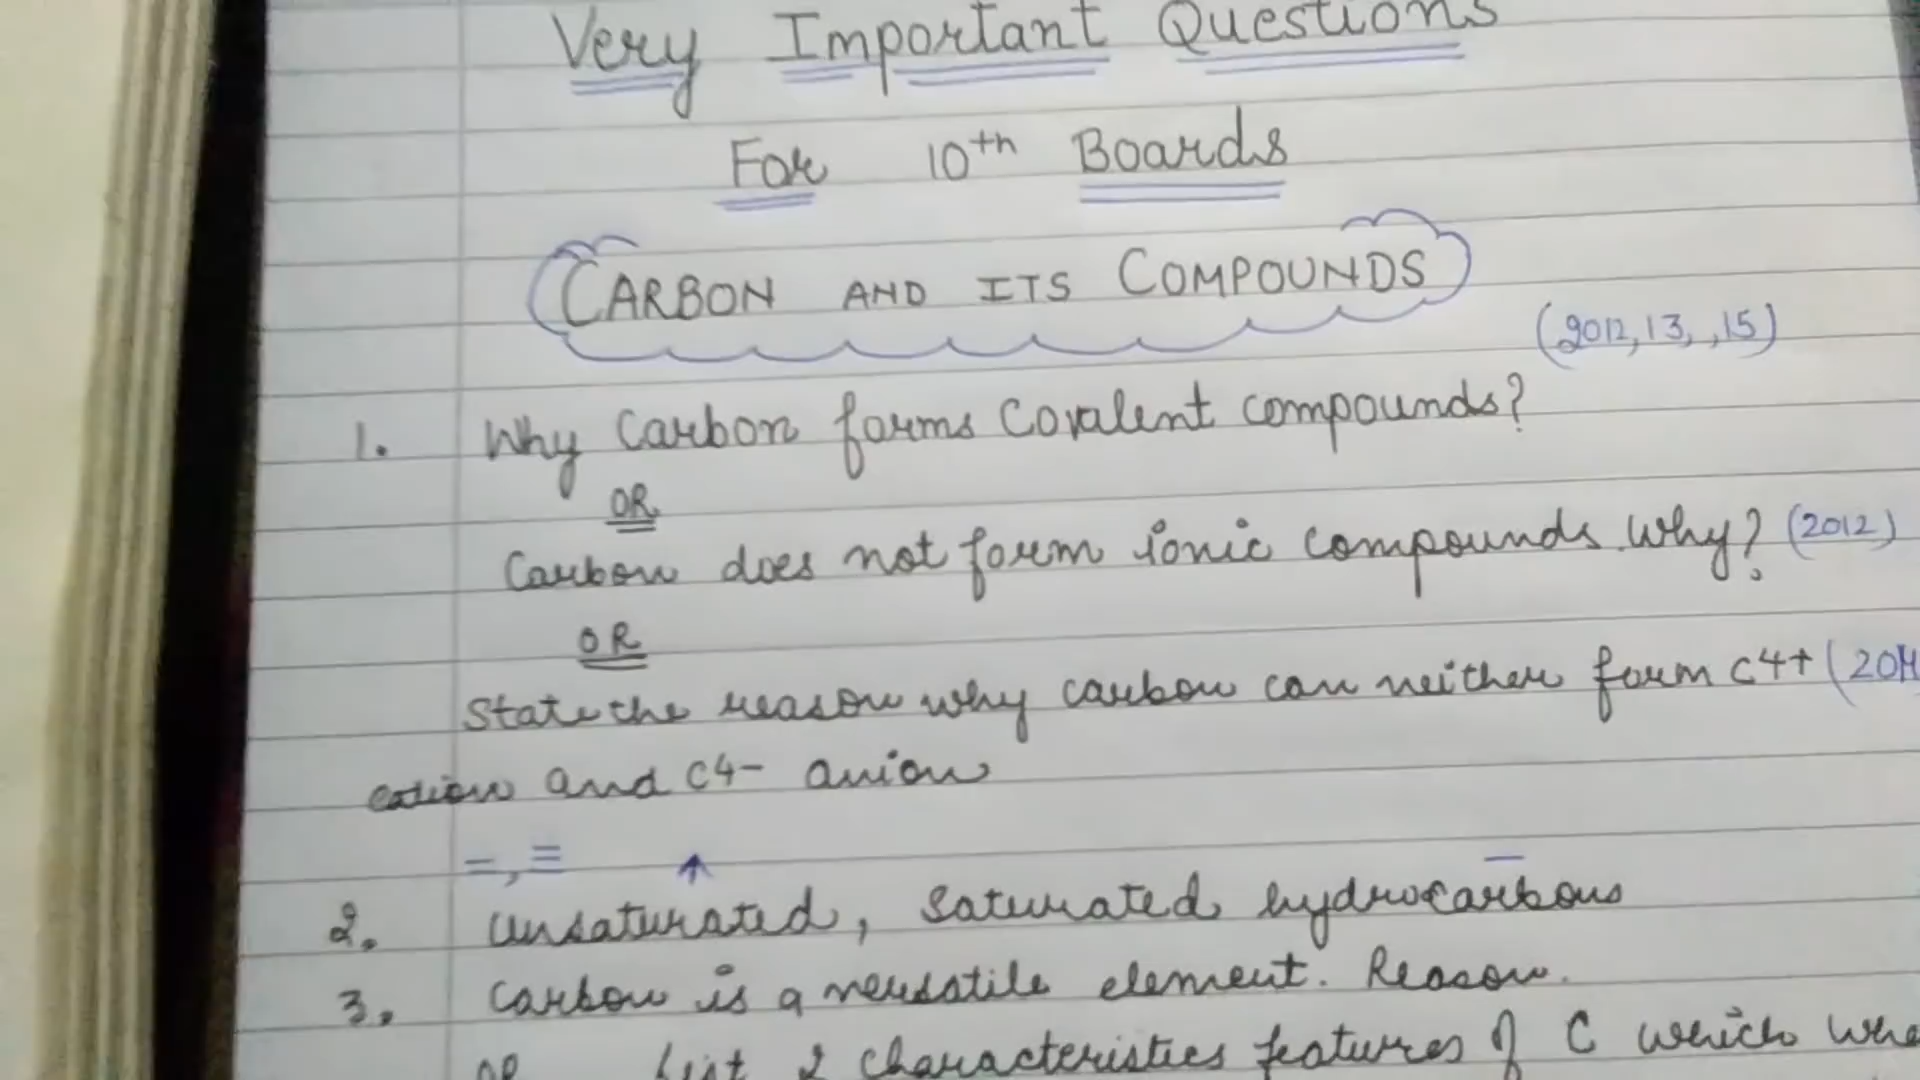 Very Important Questions
For 10th Boards
CARBON AND ITS COMPOUNDS
(2012, 13, ,15)
1. Why Carbon forms Covalent compounds?
OR
Carbon does not form ionic compounds. Why? (2012)
OR
State the reason why carbon can neither form C4+ (2014
cation and C4- anion
=, ≡
2. Unsaturated, Saturated hydrocarbons
3. Carbon is a versatile element. Reason.
OR List 2 characteristics features of C which